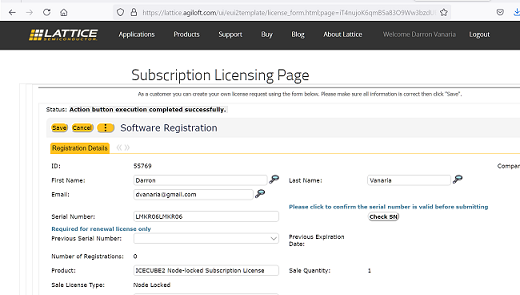 https://lattice.agiloft.com/ui/eui2template/license_form.html;page=
LATTICE
SEMICONDUCTOR
Applications Products Support Buy Blog About Lattice Welcome Darron Vanaria Logout
Subscription Licensing Page
As a customer you can create your own license request using the form below. Please make sure all information is correct then click "Save".
Status: Action button execution completed successfully.
Save Cancel Software Registration
Registration Details
ID: 55769 Compan
First Name: Darron Last Name: Vanaria
Email: dvanaria@gmail.com
Please click to confirm the serial number is valid before submitting
Serial Number: LMKR06LMKR06 Check SN
Required for renewal license only
Previous Serial Number: Previous Expiration
Date:
Number of Registrations: 0
Product: ICECUBE2 Node-locked Subscription License Sale Quantity: 1
Sale License Type: Node Locked